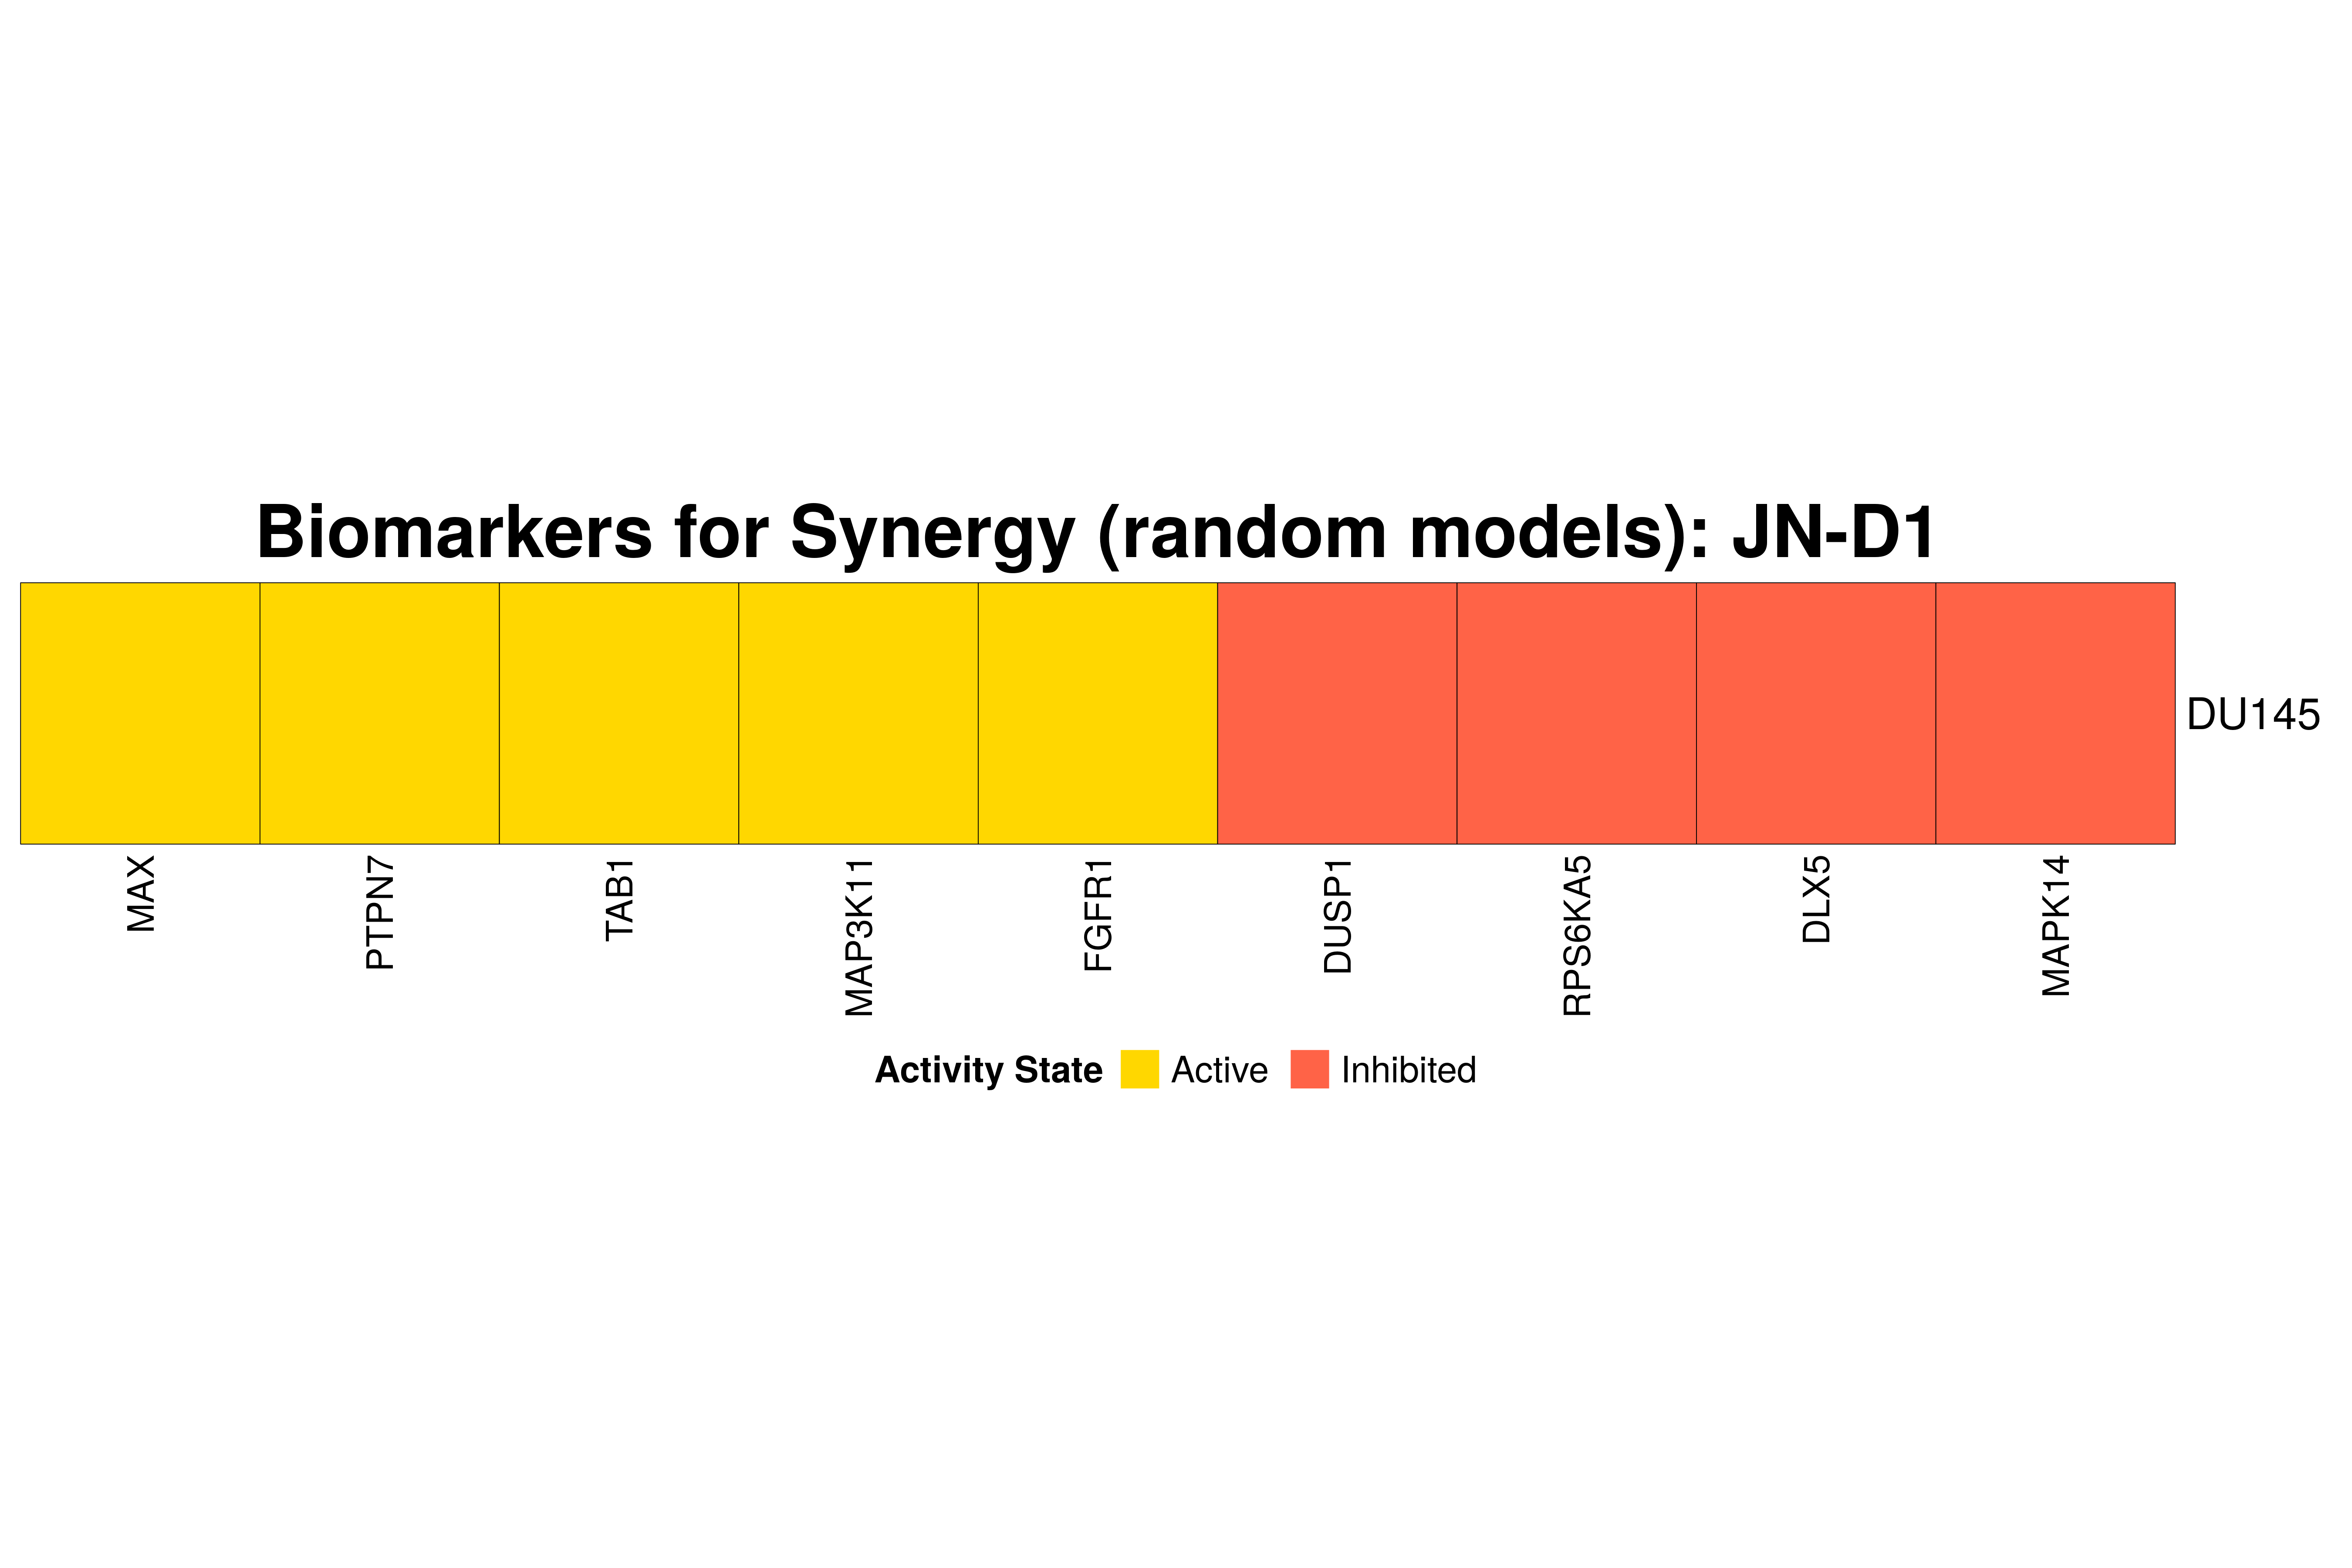 Biomarkers for Synergy (random models): JN-D1
DU145
MAX
PTPN7
TAB1
MAP3K11
FGFR1
DUSP1
RPS6KA5
DLX5
MAPK14
Activity State Active Inhibited